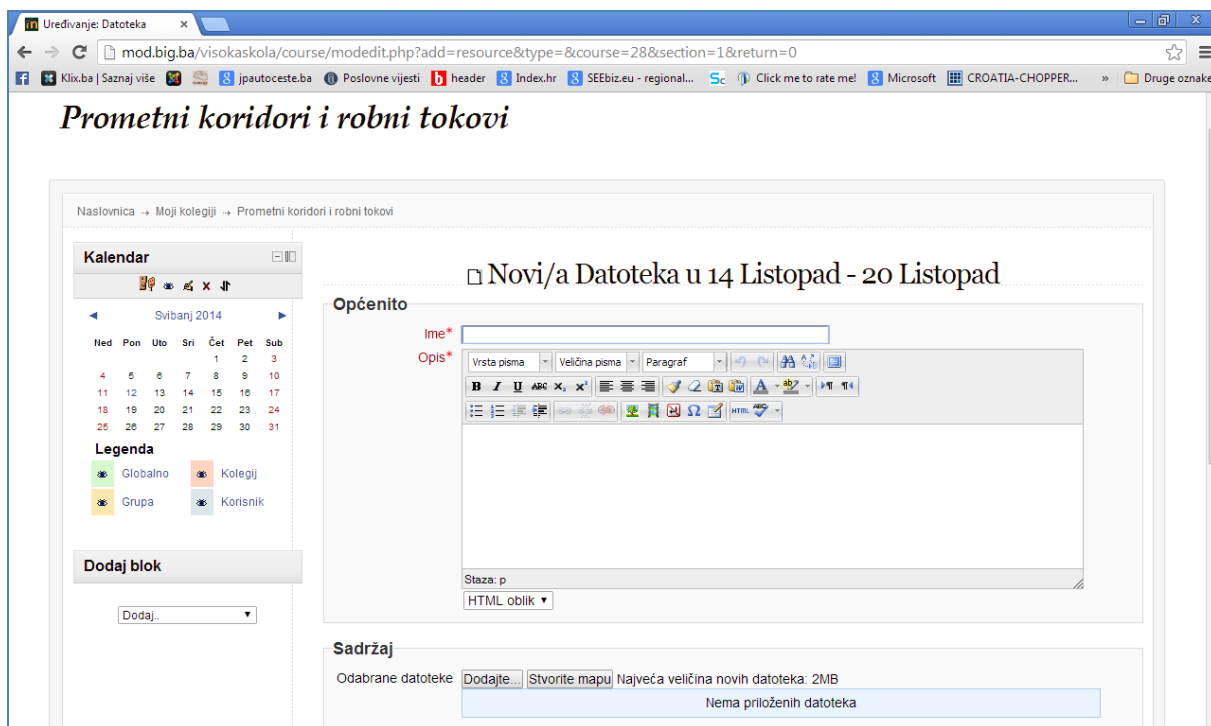 Uređivanje: Datoteka
mod.big.ba/visokaskola/course/modedit.php?add=resource&type=&course=28&section=1&return=0
Klix.ba | Saznaj više jpautoceste.ba Poslovne vijesti header Index.hr SEEbiz.eu - regional... Click me to rate me! Microsoft CROATIA-CHOPPER... » Druge oznake
Prometni koridori i robni tokovi
Naslovnica → Moji kolegiji → Prometni koridori i robni tokovi
Kalendar
◄ Svibanj 2014 ►
Ned Pon Uto Sri Čet Pet Sub
1 2 3
4 5 6 7 8 9 10
11 12 13 14 15 16 17
18 19 20 21 22 23 24
25 26 27 28 29 30 31
Legenda
Globalno Kolegij
Grupa Korisnik
Dodaj blok
Dodaj..
Novi/a Datoteka u 14 Listopad - 20 Listopad
Općenito
Ime*
Opis*
Vrsta pisma Veličina pisma Paragraf
B I U ABC X₂ X² A ab
Ω HTML ABC
Staza: p
HTML oblik
Sadržaj
Odabrane datoteke Dodajte... Stvorite mapu Najveća veličina novih datoteka: 2MB
Nema priloženih datoteka